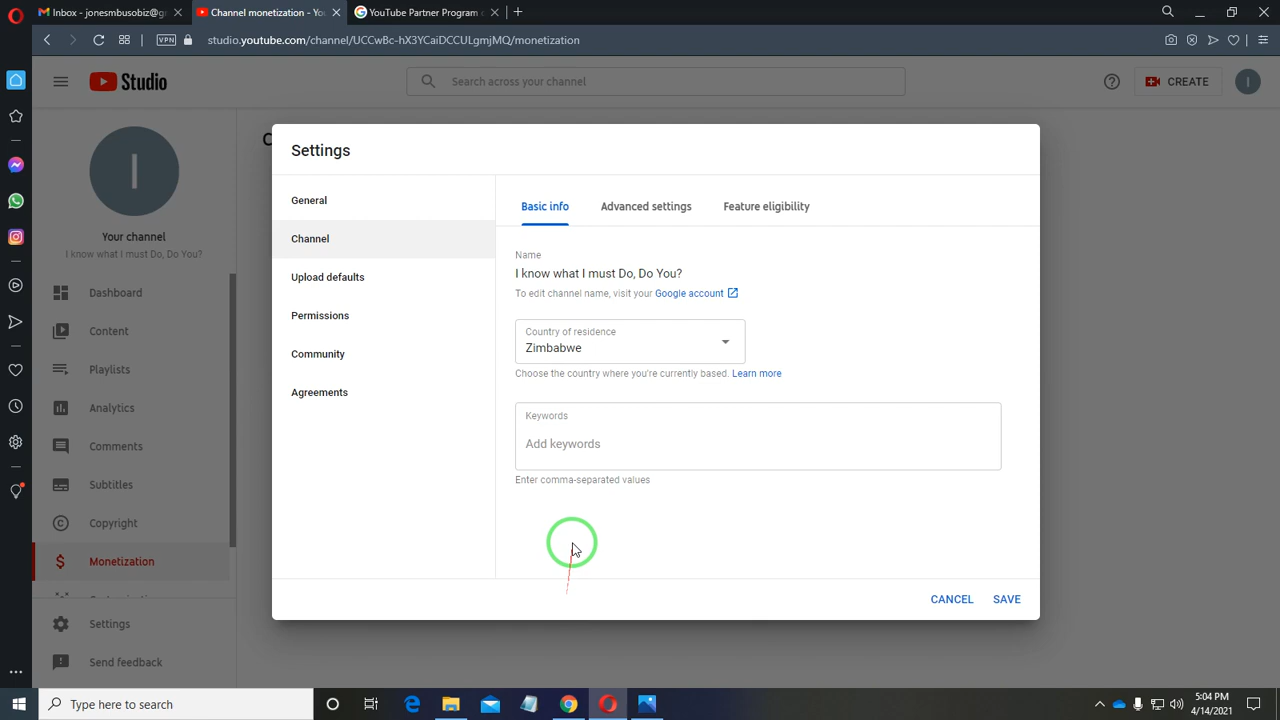 Inbox - jonesmbusobiz@g
Channel monetization - Yo
YouTube Partner Program c
VPN
studio.youtube.com/channel/UCCwBc-hX3YCaiDCCULgmjMQ/monetization
Studio
Search across your channel
CREATE
I
I
Your channel
I know what I must Do, Do You?
Dashboard
Content
Playlists
Analytics
Comments
Subtitles
Copyright
Monetization
Settings
Send feedback
Settings
General
Channel
Upload defaults
Permissions
Community
Agreements
Basic info
Advanced settings
Feature eligibility
Name
I know what I must Do, Do You?
To edit channel name, visit your Google account
Country of residence
Zimbabwe
Choose the country where you're currently based. Learn more
Keywords
Add keywords
Enter comma-separated values
CANCEL
SAVE
Type here to search
5:04 PM
4/14/2021